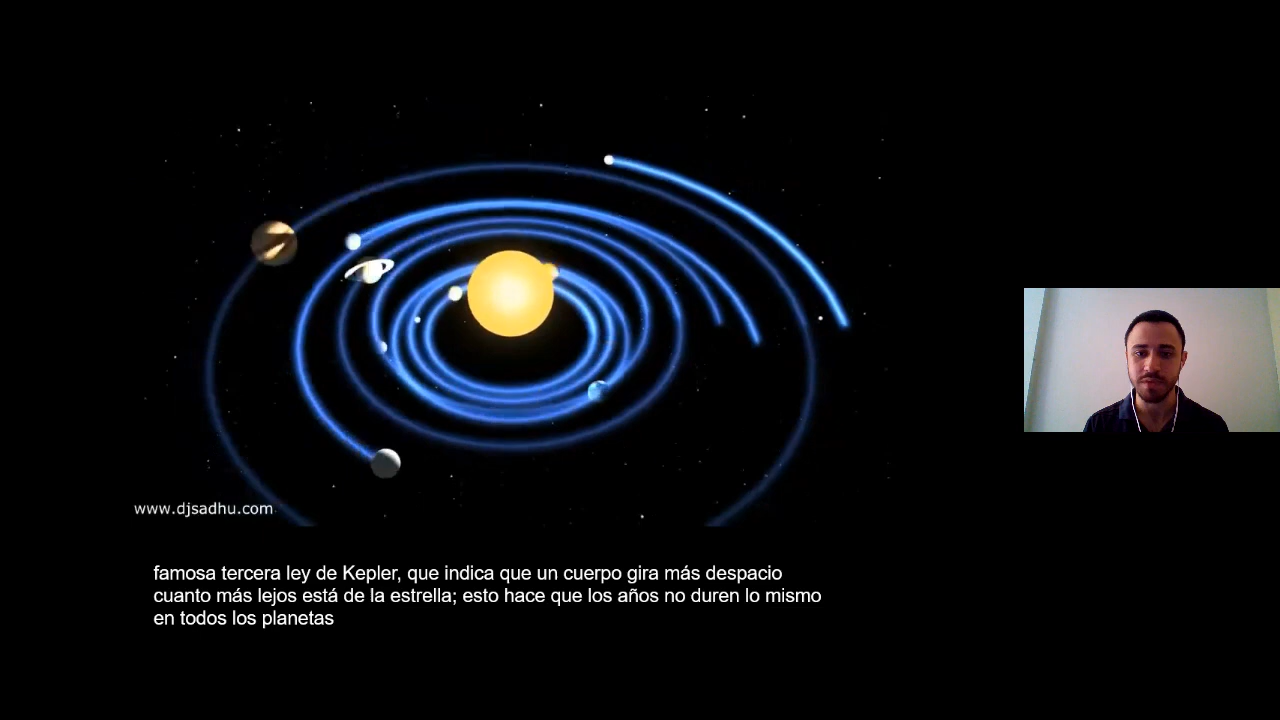 www.djsadhu.com
famosa tercera ley de Kepler, que indica que un cuerpo gira más despacio
cuanto más lejos está de la estrella; esto hace que los años no duren lo mismo
en todos los planetas